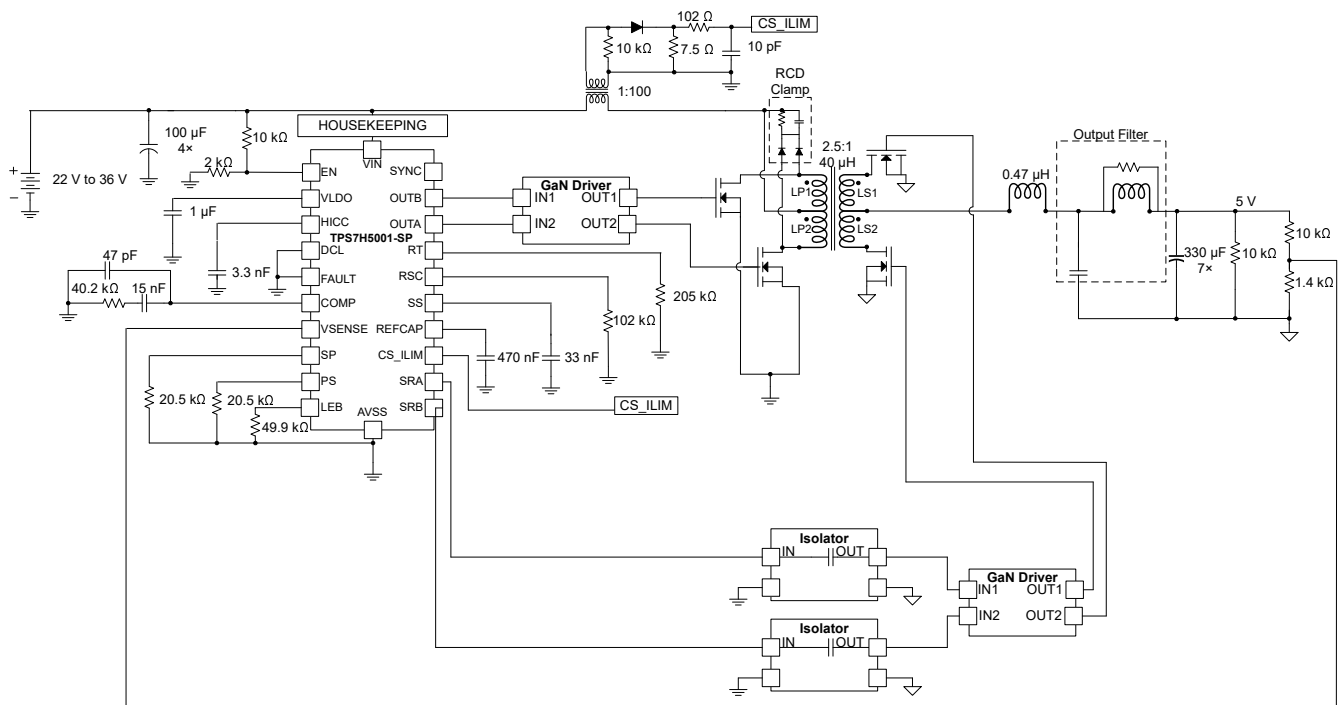 102 Ω
CS_ILIM
10 kΩ
7.5 Ω
10 pF
1:100
RCD
Clamp
100 µF
4×
10 kΩ
HOUSEKEEPING
VIN
2 kΩ
+
22 V to 36 V
−
EN
SYNC
VLDO
OUTB
1 µF
HICC
OUTA
TPS7H5001-SP
DCL
RT
47 pF
3.3 nF
FAULT
RSC
40.2 kΩ
15 nF
COMP
SS
205 kΩ
102 kΩ
VSENSE
REFCAP
470 nF
33 nF
SP
CS_ILIM
PS
SRA
20.5 kΩ
20.5 kΩ
LEB
SRB
CS_ILIM
49.9 kΩ
AVSS
GaN Driver
IN1
OUT1
IN2
OUT2
2.5:1
40 µH
LP1
LS1
LP2
LS2
0.47 µH
Output Filter
5 V
10 kΩ
330 µF
7×
10 kΩ
1.4 kΩ
Isolator
IN
OUT
GaN Driver
IN1
OUT1
IN2
OUT2
Isolator
IN
OUT